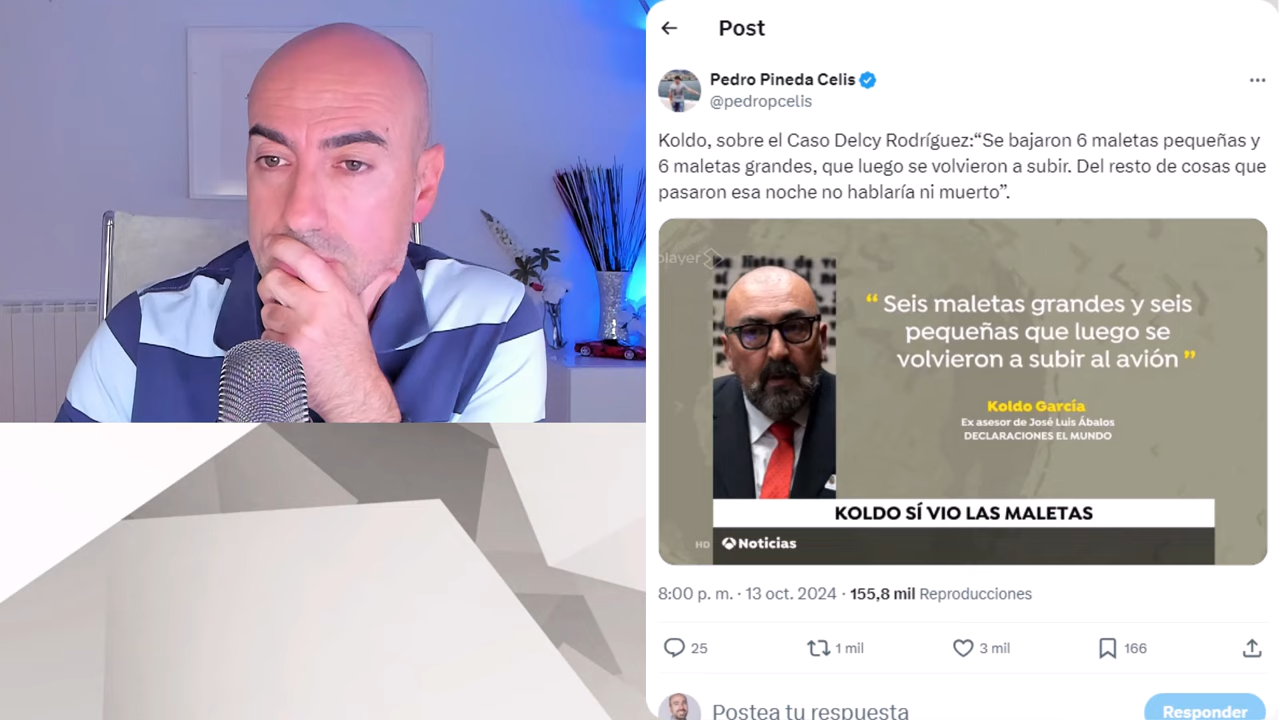 Post
Pedro Pineda Celis
@pedropcelis
Koldo, sobre el Caso Delcy Rodríguez:“Se bajaron 6 maletas pequeñas y
6 maletas grandes, que luego se volvieron a subir. Del resto de cosas que
pasaron esa noche no hablaría ni muerto”.
player
“ Seis maletas grandes y seis
pequeñas que luego se
volvieron a subir al avión ”
Koldo García
Ex asesor de José Luis Ábalos
DECLARACIONES EL MUNDO
KOLDO SÍ VIO LAS MALETAS
HD
Noticias
8:00 p. m. · 13 oct. 2024 · 155,8 mil Reproducciones
25 1 mil 3 mil 166
Postea tu respuesta
Responder